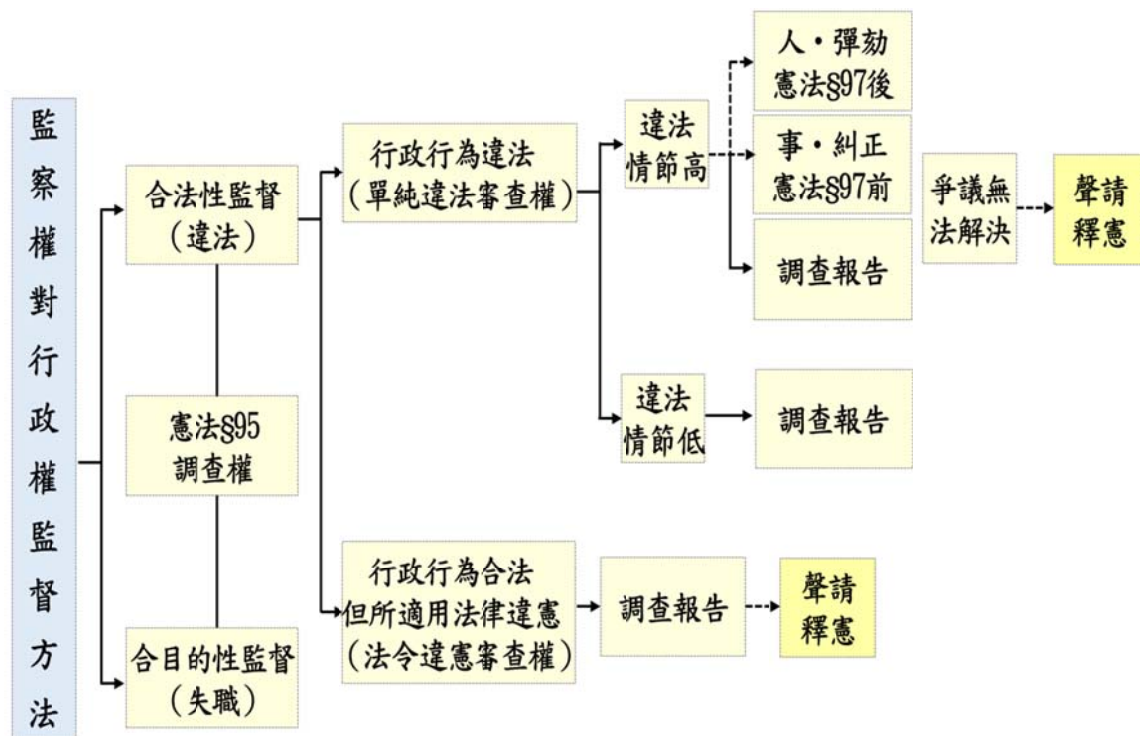 監察權對行政權監督方法
合法性監督
（違法）
憲法§95
調查權
合目的性監督
（失職）
行政行為違法
（單純違法審查權）
行政行為合法
但所適用法律違憲
（法令違憲審查權）
違法
情節高
違法
情節低
人・彈劾
憲法§97後
事・糾正
憲法§97前
調查報告
調查報告
爭議無
法解決
聲請
釋憲
調查報告
聲請
釋憲